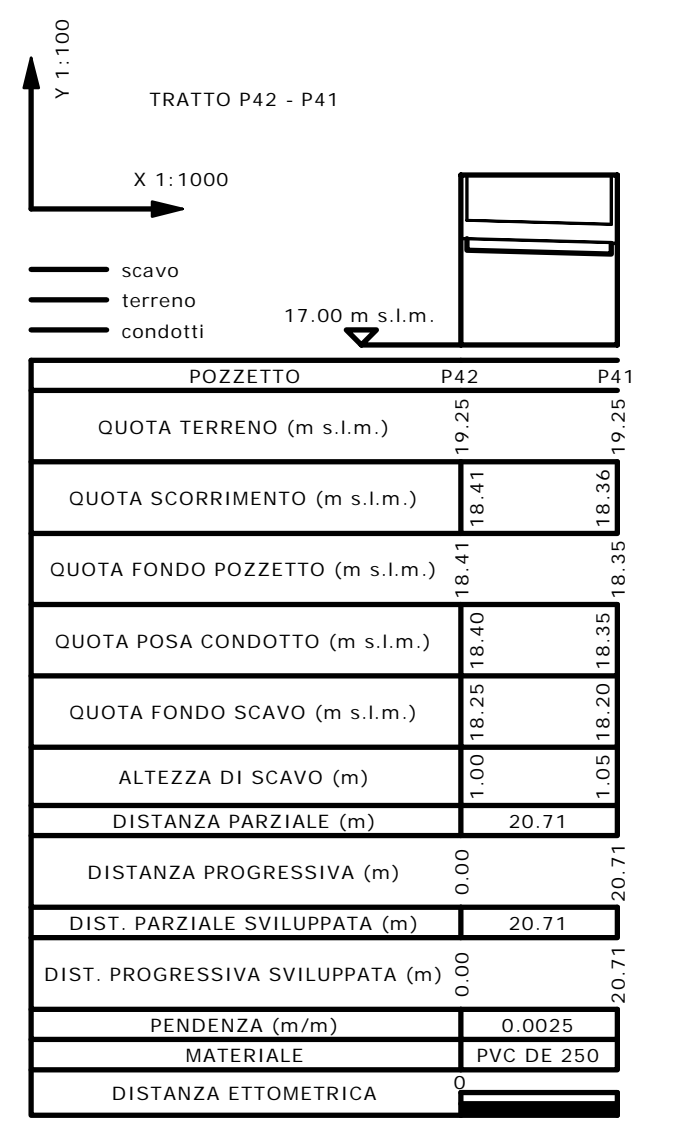 Y 1:100
TRATTO P42 - P41
X 1:1000
scavo
terreno
condotti
17.00 m s.l.m.
POZZETTO P42 P41
QUOTA TERRENO (m s.l.m.) 19.25 19.25
QUOTA SCORRIMENTO (m s.l.m.) 18.41 18.36
QUOTA FONDO POZZETTO (m s.l.m.) 18.41 18.35
QUOTA POSA CONDOTTO (m s.l.m.) 18.40 18.35
QUOTA FONDO SCAVO (m s.l.m.) 18.25 18.20
ALTEZZA DI SCAVO (m) 1.00 1.05
DISTANZA PARZIALE (m) 20.71
DISTANZA PROGRESSIVA (m) 0.00 20.71
DIST. PARZIALE SVILUPPATA (m) 20.71
DIST. PROGRESSIVA SVILUPPATA (m) 0.00 20.71
PENDENZA (m/m) 0.0025
MATERIALE PVC DE 250
DISTANZA ETTOMETRICA 0